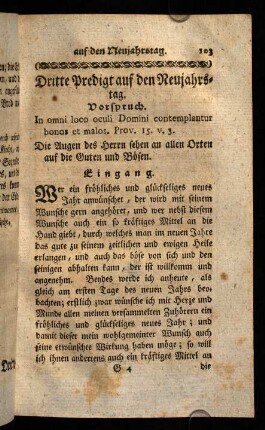 auf den Neujahrstag. 103
Dritte Predigt auf den Neujahrs-
tag.
Vorspruch.
In omni loco oculi Domini contemplantur
bonos et malos. Prov. 15. v. 3.
Die Augen des Herren sehen an allen Orten
auf die Guten und Bösen.
Eingang.
Wer ein fröhliches und glückseliges neues
Jahr anwünschet, der wird mit seinem
Wunsche gern angehöret, und wer nebst diesem
Wunsche auch ein so kräftiges Mittel an die
Hand giebt, durch welches man im neuen Jahre
das gute zu seinem zeitlichen und ewigen Heile
erlangen, und auch das böse von sich und den
seinigen abhalten kann, der ist willkomm und
angenehm. Beydes werde ich anheute, als
gleich am ersten Tage des neuen Jahrs beo-
bachten; erstlich zwar wünsche ich mit Herze und
Munde allen meinen versammelten Zuhörern ein
fröhliches und glückseliges neues Jahr; und
damit dieser mein wohlgemeinter Wunsch auch
seine erwünschte Wirkung haben möge; so will
ich ihnen anderens auch ein kräftiges Mittel an
G 4 die